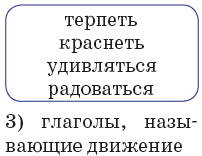 терпеть
краснеть
удивляться
радоваться
3) глаголы, назы-
вающие движение